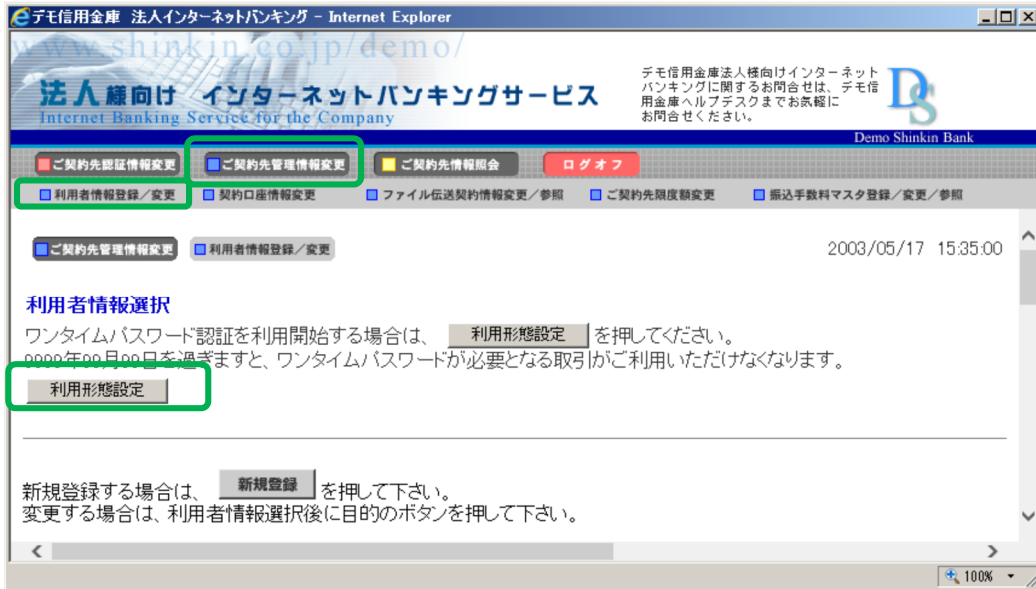 デモ信用金庫 法人インターネットバンキング - Internet Explorer
www.shinkin.co.jp/demo/
法人様向け インターネットバンキングサービス
Internet Banking Service for the Company
デモ信用金庫法人様向けインターネット
バンキングに関するお問合せは、デモ信
用金庫ヘルプデスクまでお気軽に
お問合せください。
DS
Demo Shinkin Bank
ご契約先認証情報変更 ご契約先管理情報変更 ご契約先情報照会 ログオフ
利用者情報登録/変更 契約口座情報変更 ファイル伝送契約情報変更/参照 ご契約先限度額変更 振込手数料マスタ登録/変更/参照
ご契約先管理情報変更 利用者情報登録/変更 2003/05/17 15:35:00
利用者情報選択
ワンタイムパスワード認証を利用開始する場合は、 利用形態設定 を押してください。
9999年99月99日を過ぎますと、ワンタイムパスワードが必要となる取引がご利用いただけなくなります。
利用形態設定
新規登録する場合は、 新規登録 を押して下さい。
変更する場合は、利用者情報選択後に目的のボタンを押して下さい。
100%